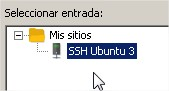 Seleccionar entrada:
Mis sitios
SSH Ubuntu 3